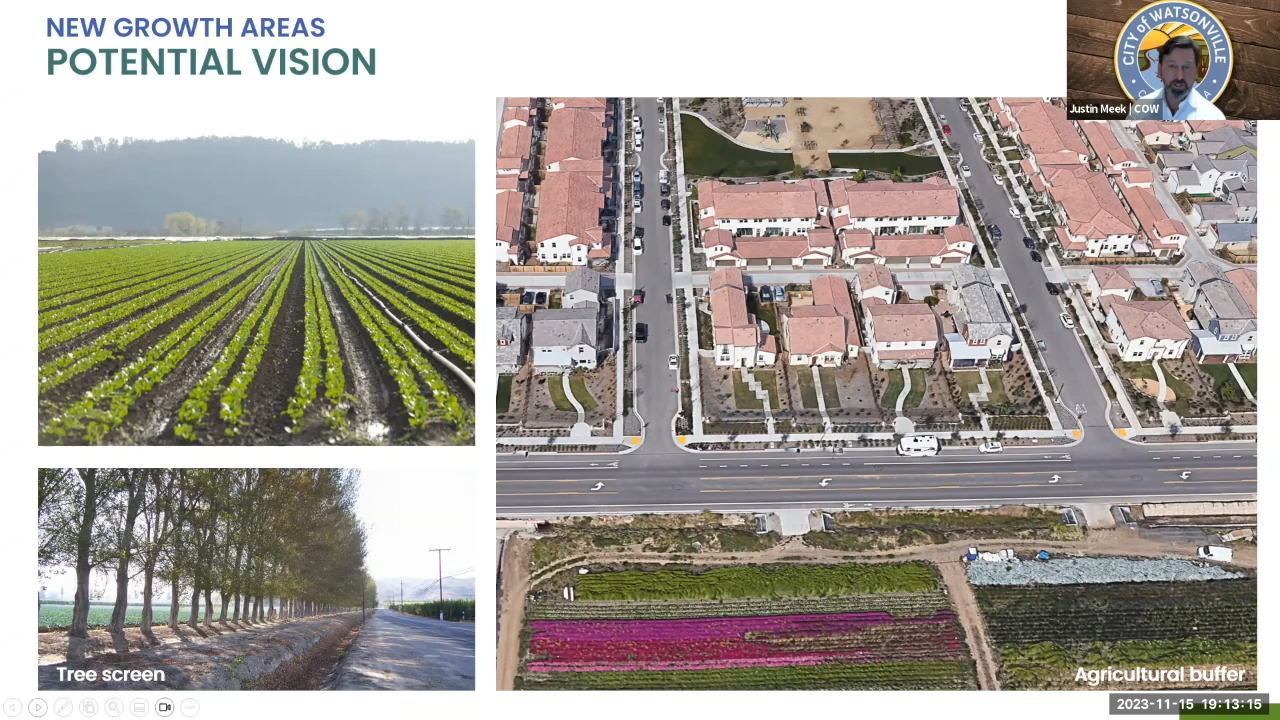 NEW GROWTH AREAS
POTENTIAL VISION
CITY of WATSONVILLE
Justin Meek | COW
Tree screen
Agricultural buffer
2023-11-15 19:13:15